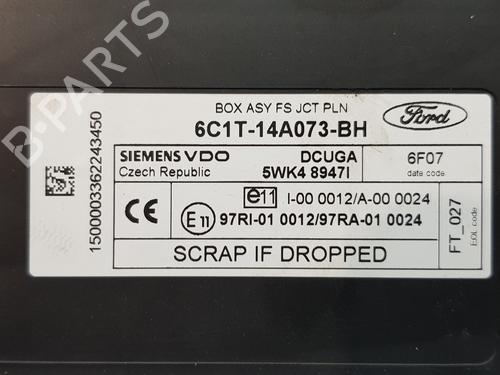 BOX ASY FS JCT PLN
6C1T-14A073-BH
Ford
SIEMENS VDO
Czech Republic
DCUGA
5WK4 8947I
6F07
date code
CE
e11 I-00 0012/A-00 0024
E11 97RI-01 0012/97RA-01 0024
SCRAP IF DROPPED
FT_027
EOL code
1500003362243450
B-PARTS